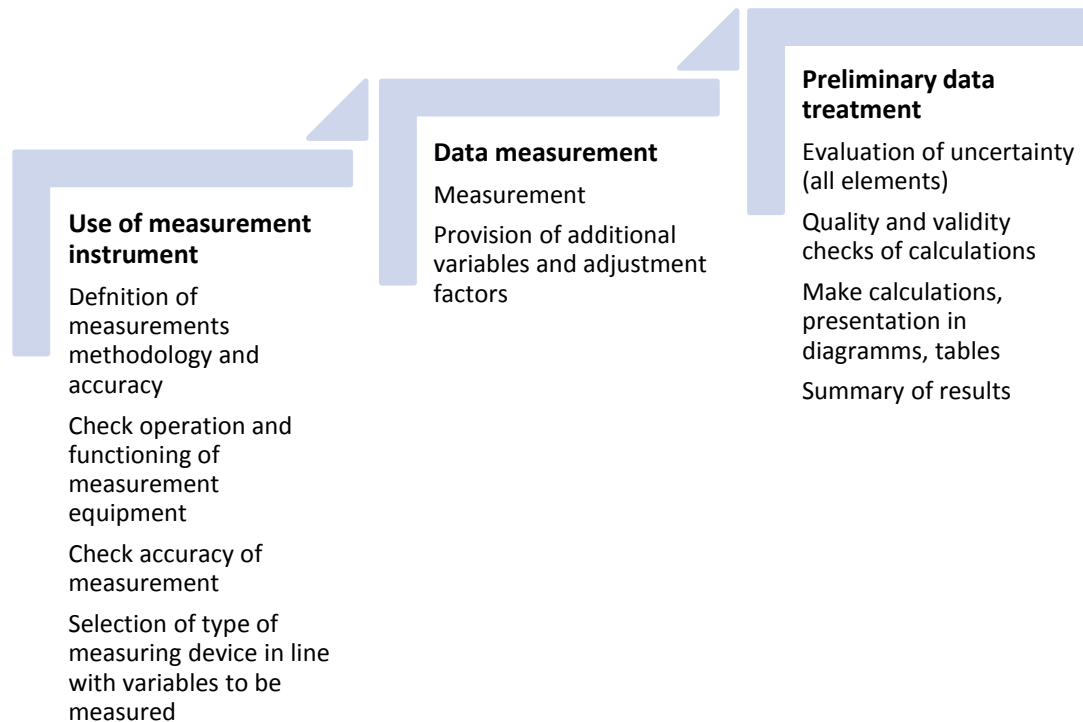 Use of measurement
instrument
Defnition of
measurements
methodology and
accuracy
Check operation and
functioning of
measurement
equipment
Check accuracy of
measurement
Selection of type of
measuring device in line
with variables to be
measured
Data measurement
Measurement
Provision of additional
variables and adjustment
factors
Preliminary data
treatment
Evaluation of uncertainty
(all elements)
Quality and validity
checks of calculations
Make calculations,
presentation in
diagramms, tables
Summary of results